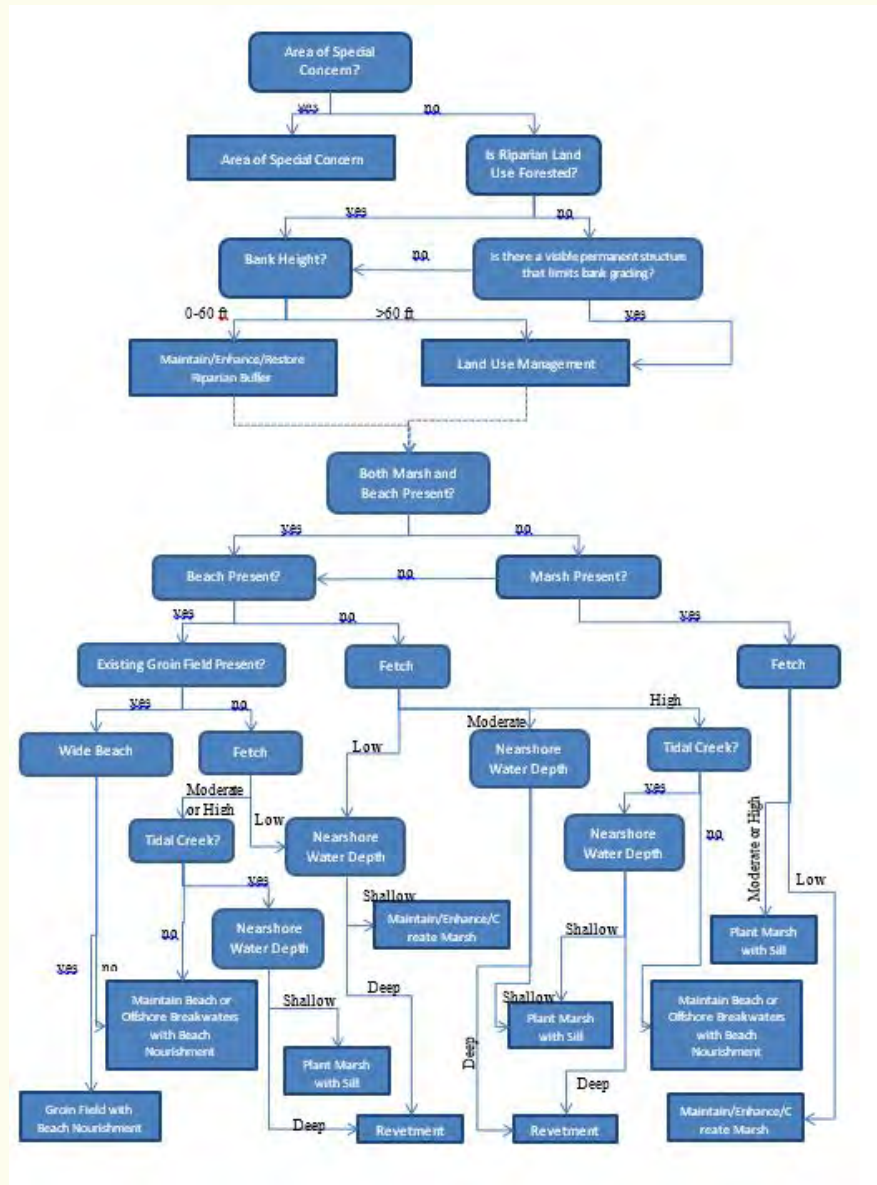 Area of Special
Concern?
yes
no
Area of Special Concern
Is Riparian Land
Use Forested?
yes
no
Bank Height?
no
Is there a visible permanent structure
that limits bank grading?
0-60 ft
>60 ft
yes
Maintain/Enhance/Restore
Riparian Buffer
Land Use Management
Both Marsh and
Beach Present?
yes
no
Beach Present?
no
Marsh Present?
yes
no
yes
Existing Groin Field Present?
Fetch
Fetch
yes
no
High
Moderate
Wide Beach
Fetch
Low
Nearshore
Water Depth
Tidal Creek?
Moderate
or High
Low
yes
Tidal Creek?
Nearshore
Water Depth
Nearshore
Water Depth
no
Moderate or High
Low
yes
Shallow
Nearshore
Water Depth
no
Maintain/Enhance/C
reate Marsh
Shallow
Plant Marsh
with Sill
yes
no
Deep
Shallow
Shallow
Maintain Beach or
Offshore Breakwaters
with Beach
Nourishment
Plant Marsh
with Sill
Maintain Beach or
Offshore Breakwaters
with Beach
Nourishment
Plant Marsh
with Sill
Deep
Deep
Groin Field with
Beach Nourishment
Deep
Revetment
Revetment
Maintain/Enhance/C
reate Marsh